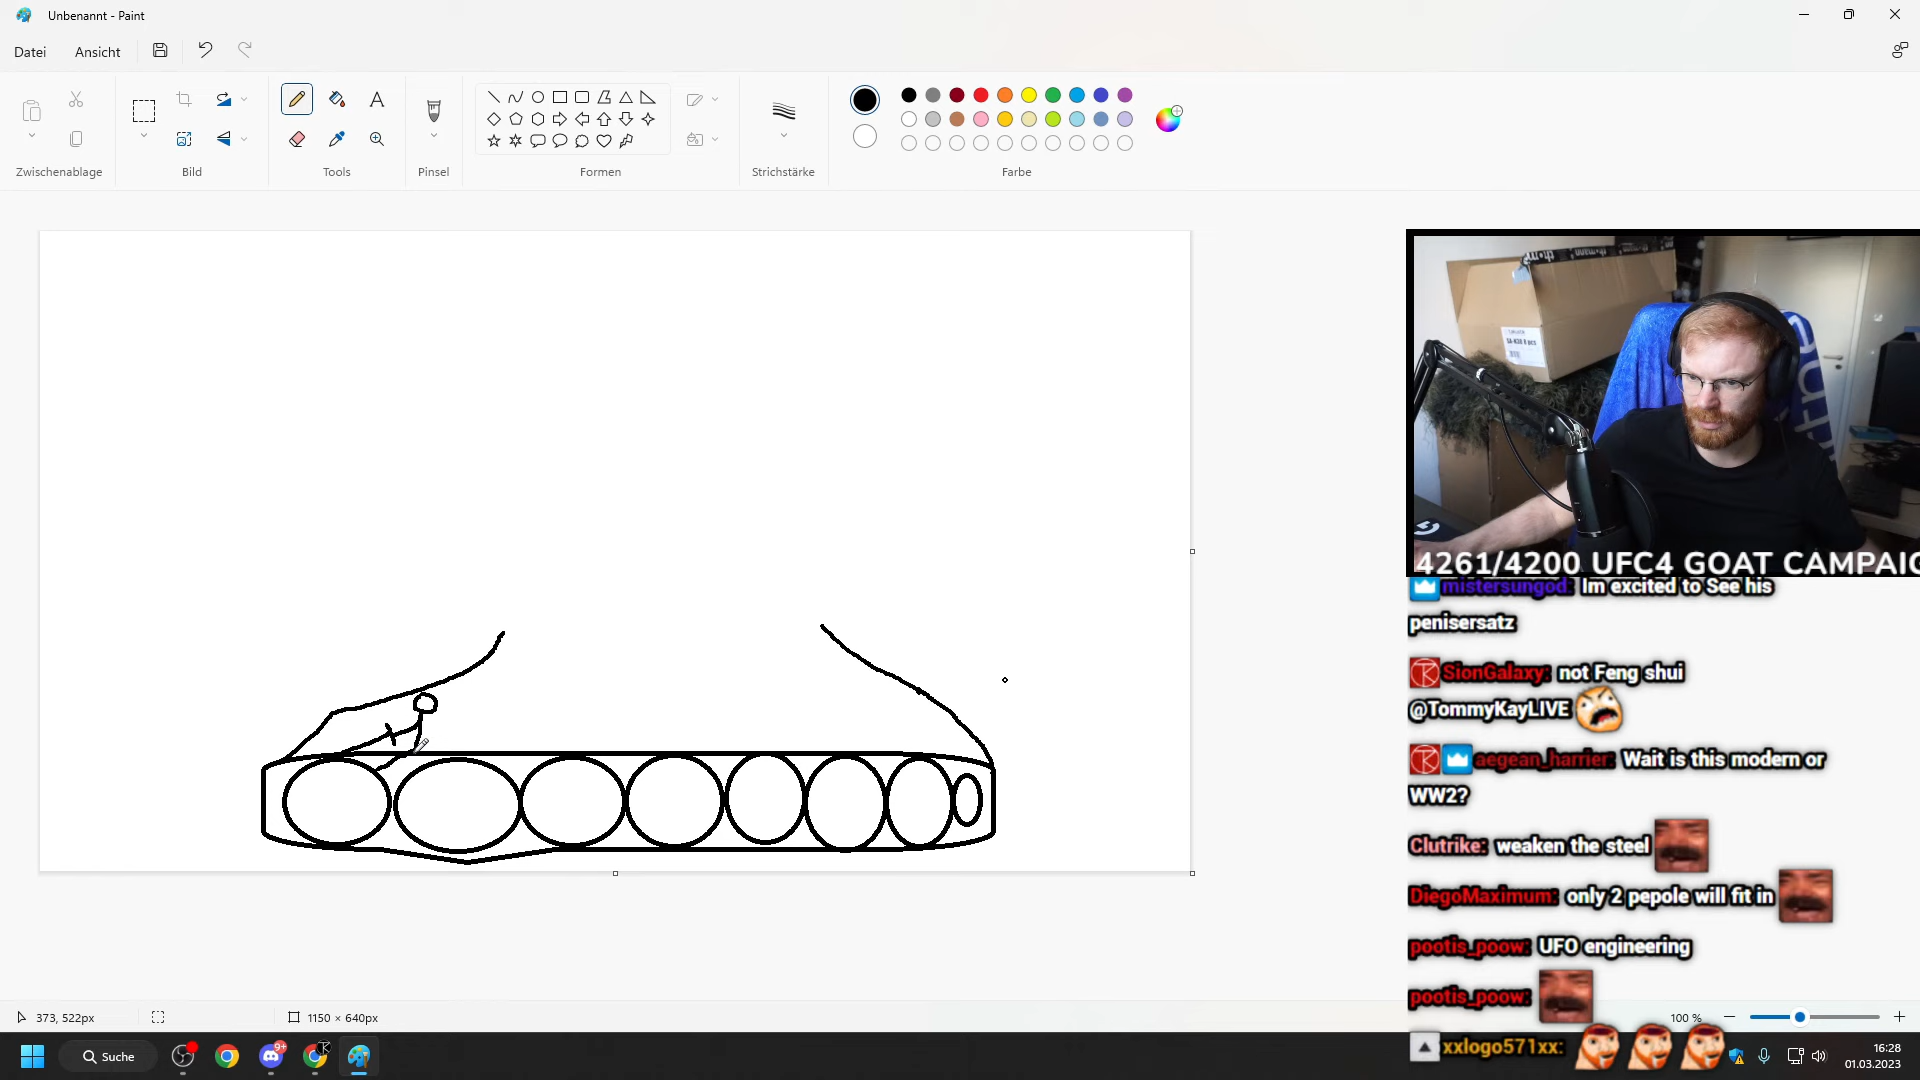 Unbenannt - Paint
Datei Ansicht
Zwischenablage Bild Tools Pinsel Formen Strichstärke Farbe
4261/4200 UFC4 GOAT CAMPAIG
mistersungod: Im excited to See his
penisersatz
SionGalaxy: not Feng shui
@TommyKayLIVE
aegean_harrier: Wait is this modern or
WW2?
Clutrike: weaken the steel
DiegoMaximum: only 2 pepole will fit in
pootis_poow: UFO engineering
pootis_poow:
xxlogo571xx:
373, 522px 1150 × 640px 100 %
Suche 9+ 16:28
01.03.2023